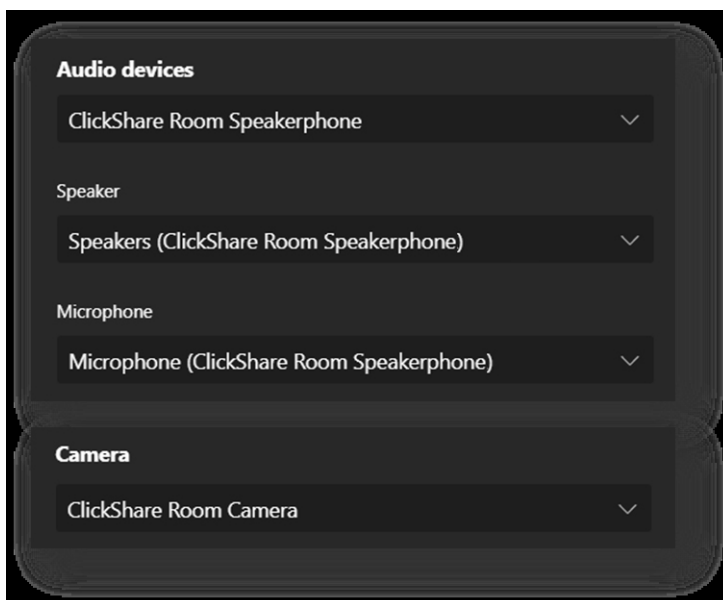 Audio devices
ClickShare Room Speakerphone
Speaker
Speakers (ClickShare Room Speakerphone)
Microphone
Microphone (ClickShare Room Speakerphone)
Camera
ClickShare Room Camera